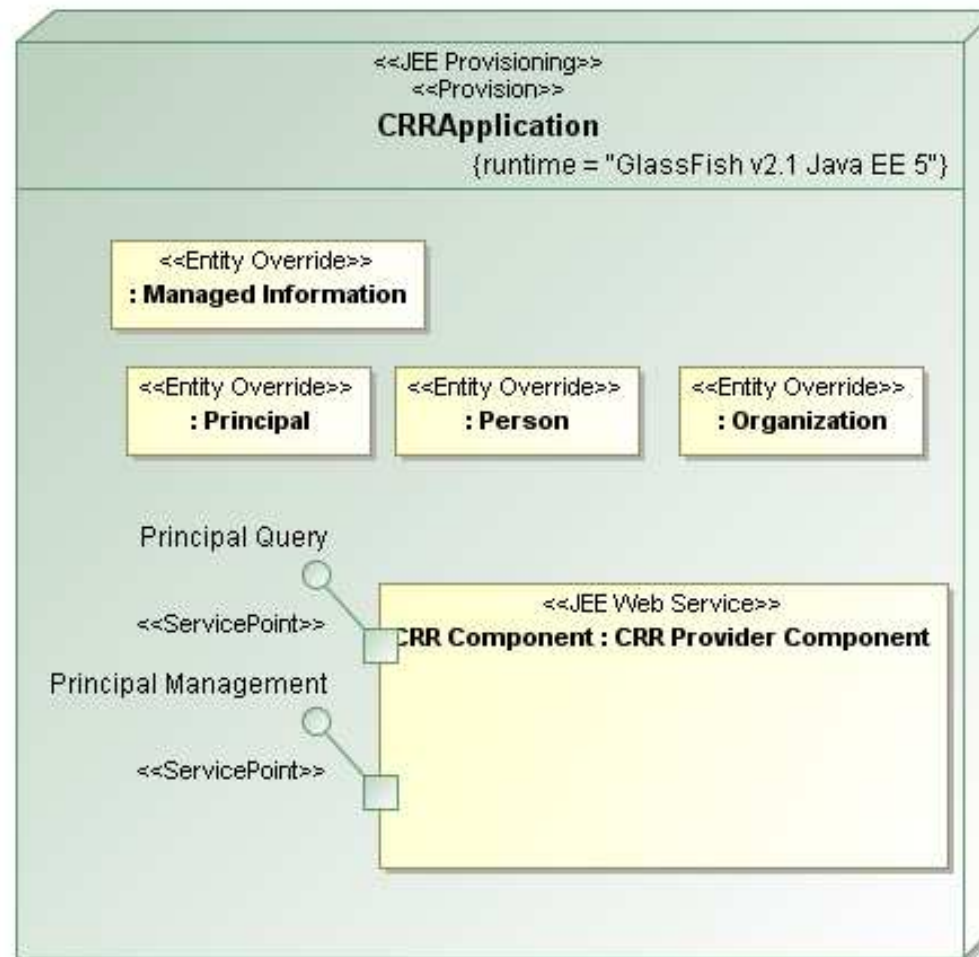 <<JEE Provisioning>>
<<Provision>>
CRRApplication
{runtime = "GlassFish v2.1 Java EE 5"}
<<Entity Override>>
: Managed Information
<<Entity Override>>
: Principal
<<Entity Override>>
: Person
<<Entity Override>>
: Organization
Principal Query
<<ServicePoint>>
<<JEE Web Service>>
CRR Component : CRR Provider Component
Principal Management
<<ServicePoint>>